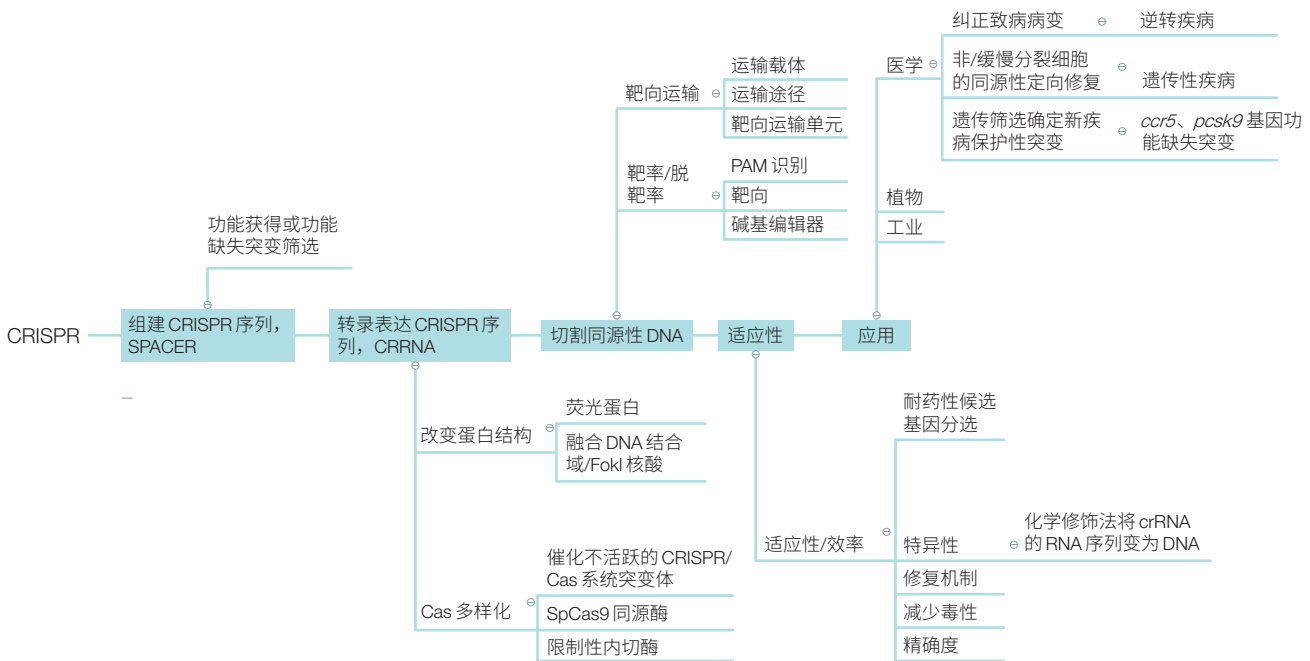 CRISPR
组建 CRISPR 序列，
SPACER
功能获得或功能
缺失突变筛选
转录表达 CRISPR 序
列，CRRNA
改变蛋白结构
荧光蛋白
融合 DNA 结合
域/FokI 核酸
Cas 多样化
催化不活跃的 CRISPR/
Cas 系统突变体
SpCas9 同源酶
限制性内切酶
切割同源性 DNA
靶向运输
运输载体
运输途径
靶向运输单元
靶率/脱
靶率
PAM 识别
靶向
碱基编辑器
适应性
适应性/效率
耐药性候选
基因分选
特异性
化学修饰法将 crRNA
的 RNA 序列变为 DNA
修复机制
减少毒性
精确度
应用
医学
纠正致病病变
逆转疾病
非/缓慢分裂细胞
的同源性定向修复
遗传性疾病
遗传筛选确定新疾
病保护性突变
ccr5、pcsk9 基因功
能缺失突变
植物
工业